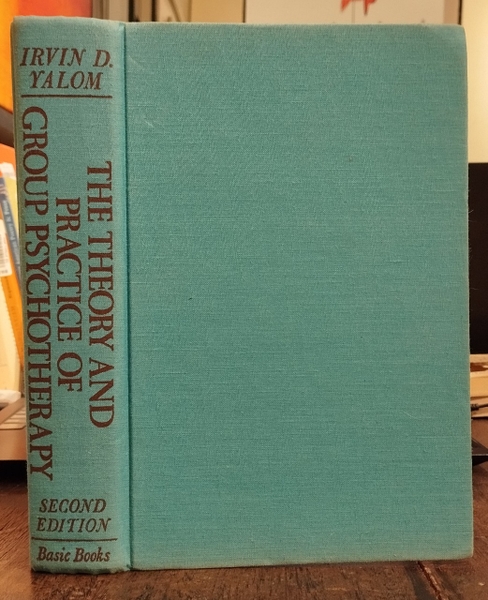 IRVIN D.
YALOM
THE THEORY AND
PRACTICE OF
GROUP PSYCHOTHERAPY
SECOND
EDITION
Basic Books